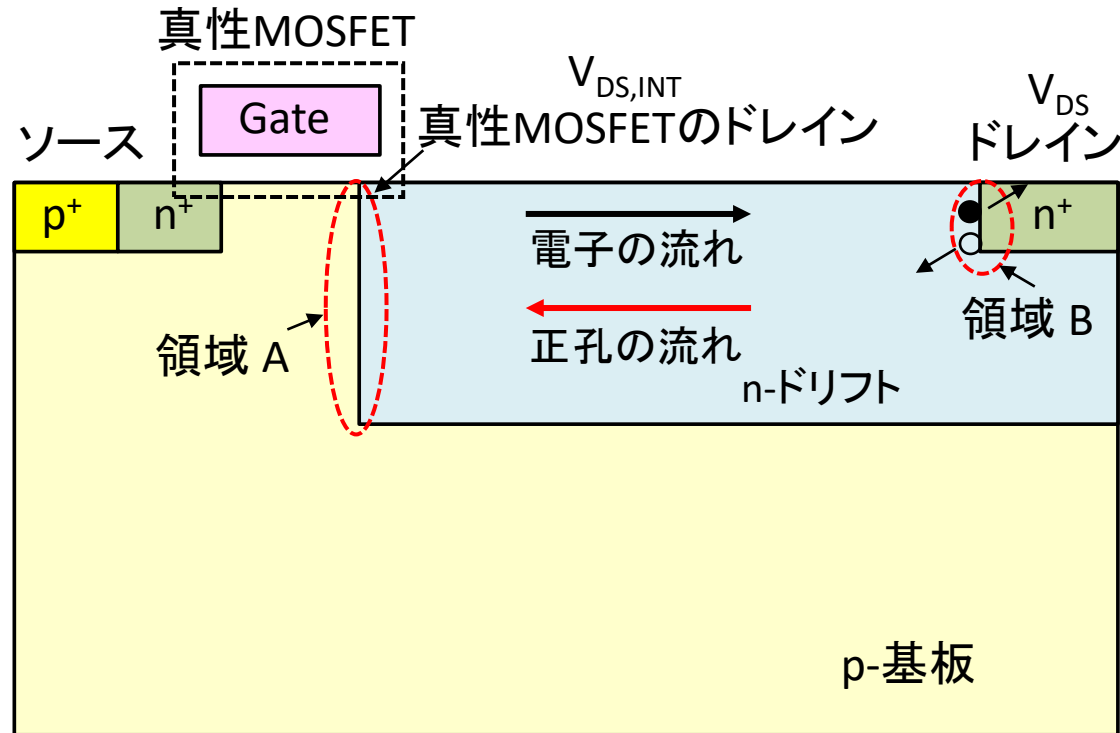 真性MOSFET
Gate
V_DS,INT
真性MOSFETのドレイン
V_DS
ドレイン
ソース
p+
n+
n+
電子の流れ
正孔の流れ
領域 A
領域 B
n-ドリフト
p-基板